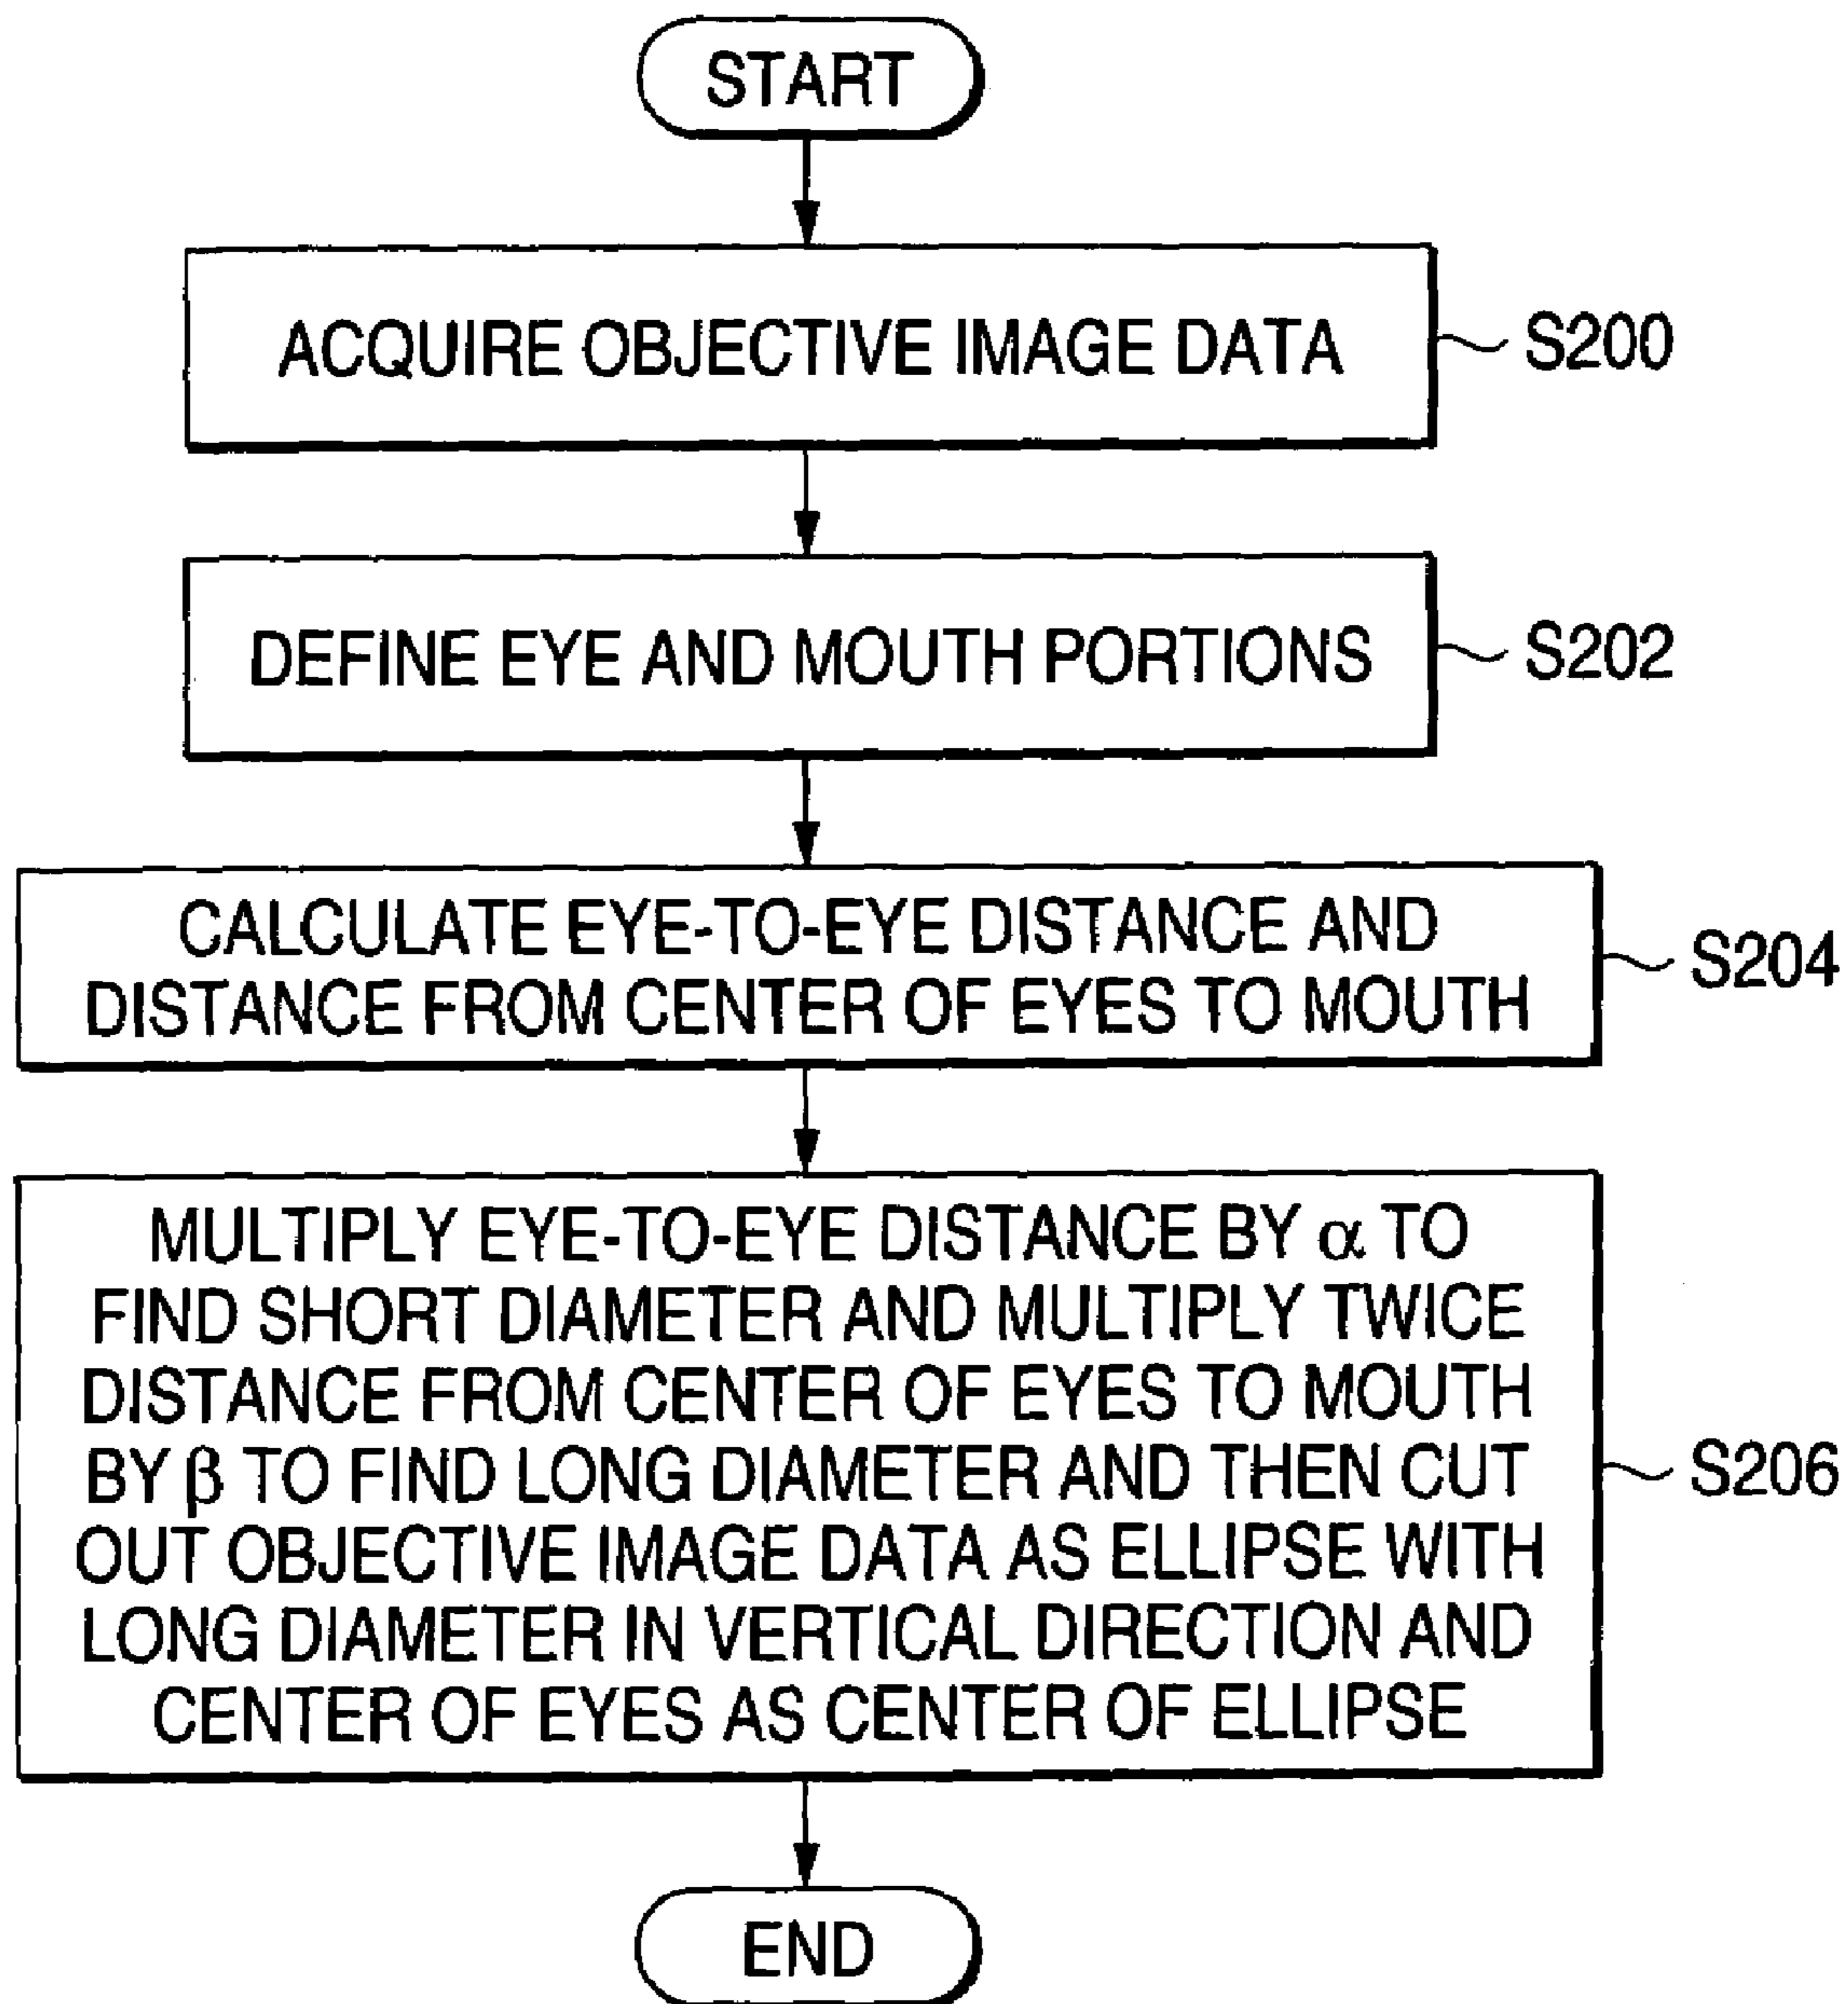 START
ACQUIRE OBJECTIVE IMAGE DATA
S200
DEFINE EYE AND MOUTH PORTIONS
S202
CALCULATE EYE-TO-EYE DISTANCE AND
DISTANCE FROM CENTER OF EYES TO MOUTH
S204
MULTIPLY EYE-TO-EYE DISTANCE BY α TO
FIND SHORT DIAMETER AND MULTIPLY TWICE
DISTANCE FROM CENTER OF EYES TO MOUTH
BY β TO FIND LONG DIAMETER AND THEN CUT
OUT OBJECTIVE IMAGE DATA AS ELLIPSE WITH
LONG DIAMETER IN VERTICAL DIRECTION AND
CENTER OF EYES AS CENTER OF ELLIPSE
S206
END